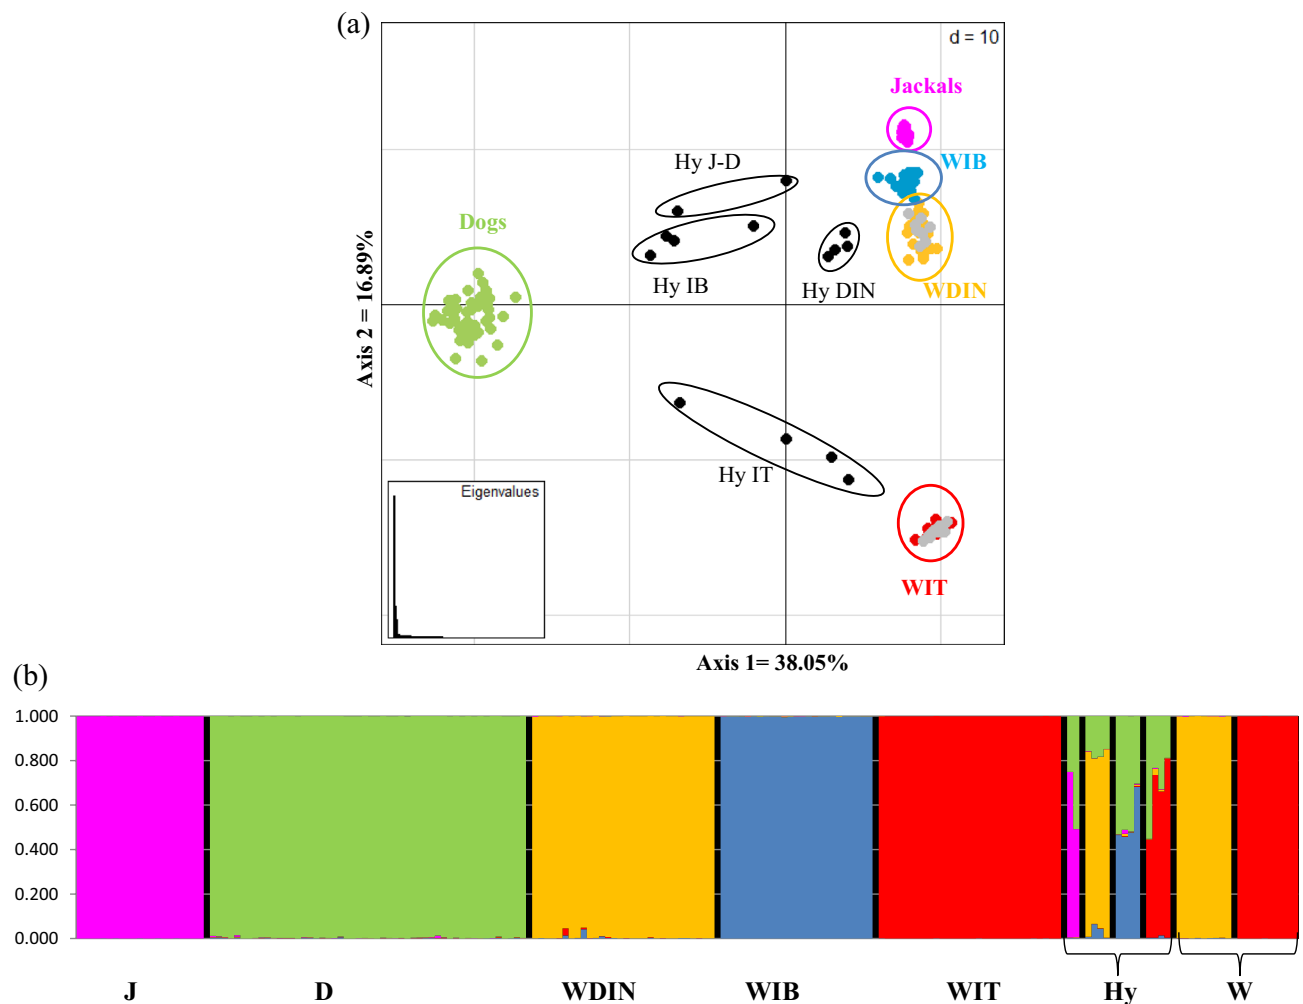 (a)
d = 10
Jackals
Hy J-D
WIB
Dogs
Hy IB
Hy DIN
WDIN
Axis 2 = 16.89%
Hy IT
Eigenvalues
WIT
Axis 1= 38.05%
(b)
1.000
0.800
0.600
0.400
0.200
0.000
J D WDIN WIB WIT Hy W